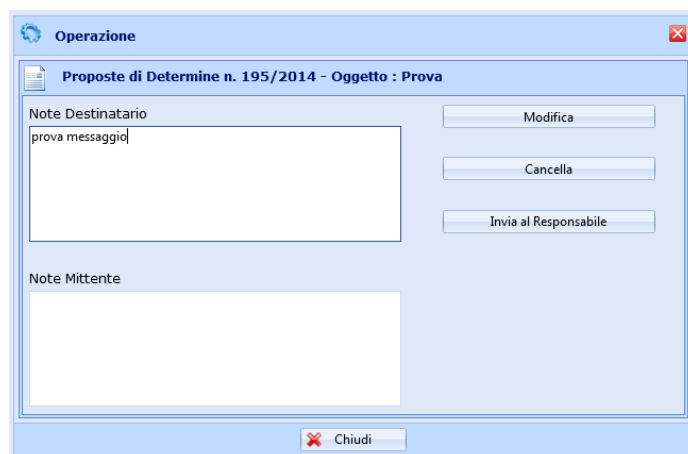 Operazione
Proposte di Determine n. 195/2014 - Oggetto : Prova
Note Destinatario
prova messaggio
Modifica
Cancella
Invia al Responsabile
Note Mittente
Chiudi